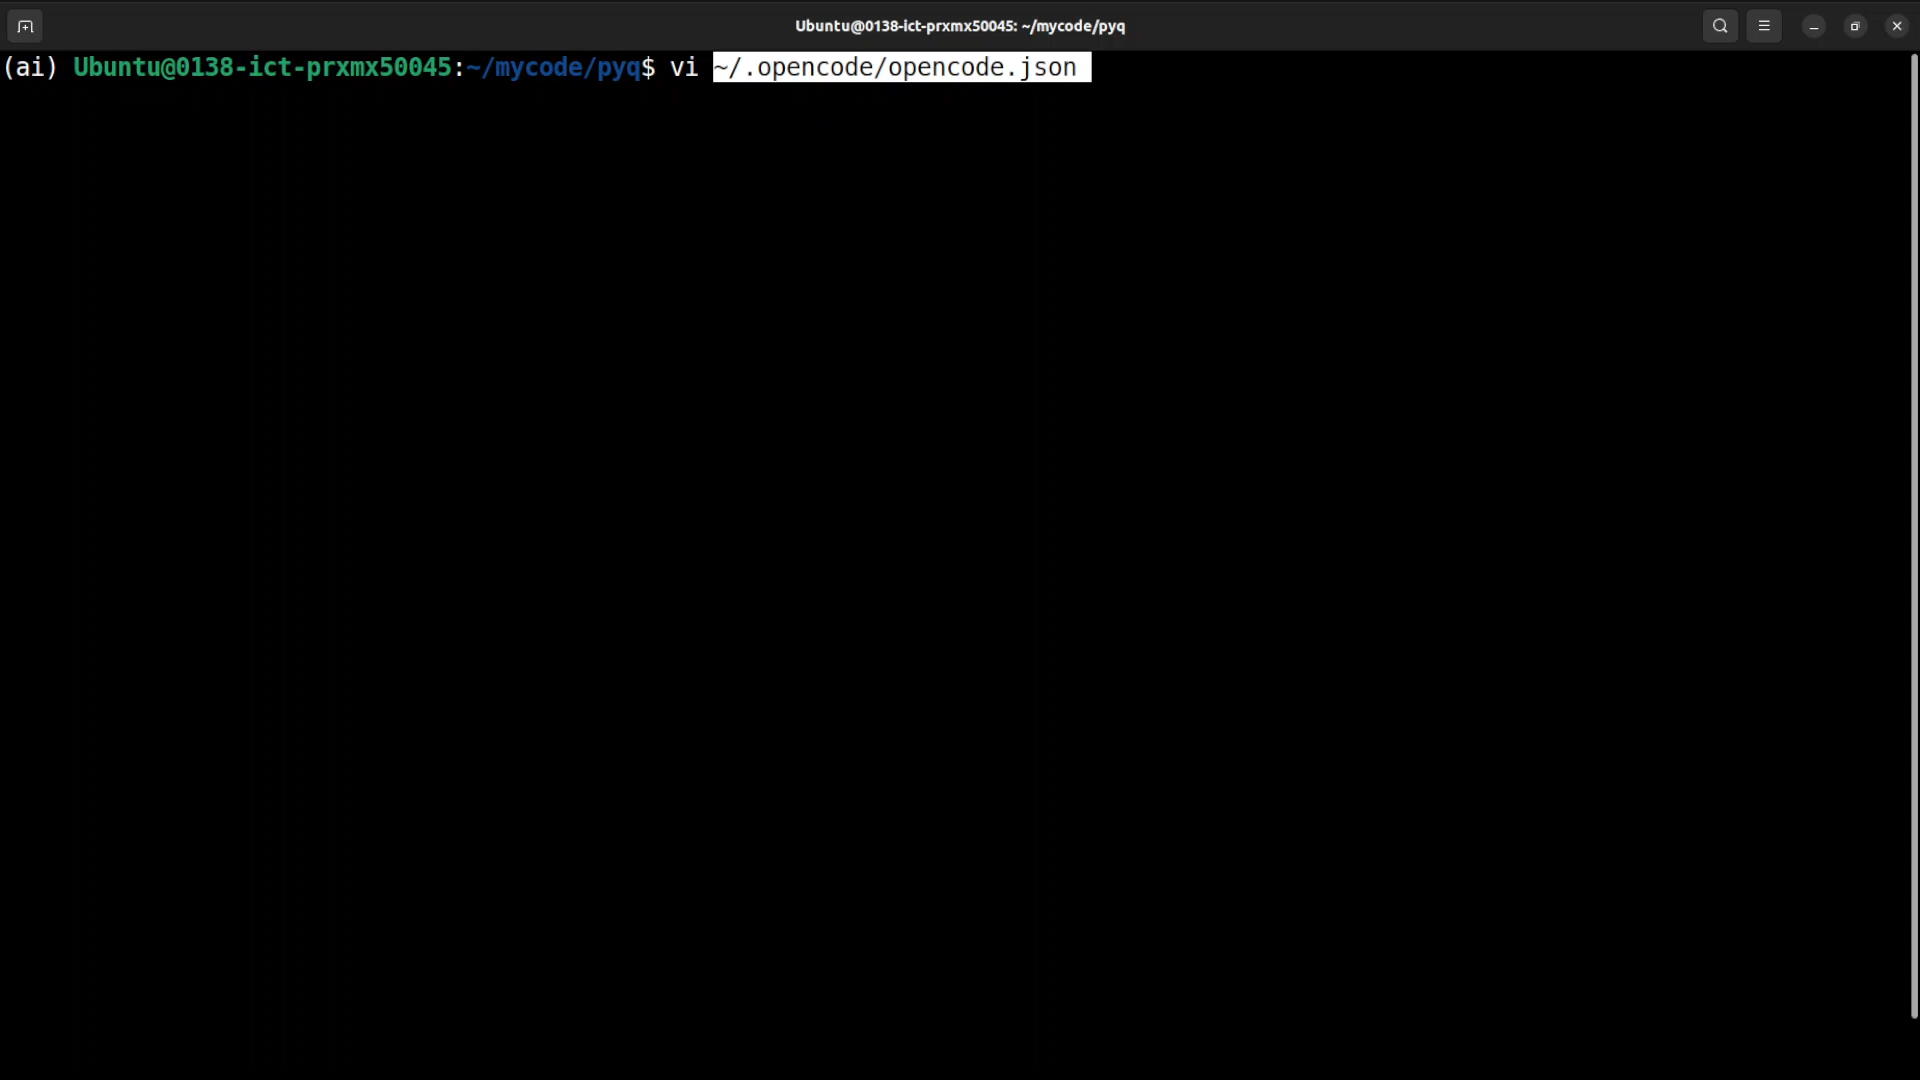 Ubuntu@0138-ict-prxmx50045: ~/mycode/pyq
(ai) Ubuntu@0138-ict-prxmx50045:~/mycode/pyq$ vi ~/.opencode/opencode.json